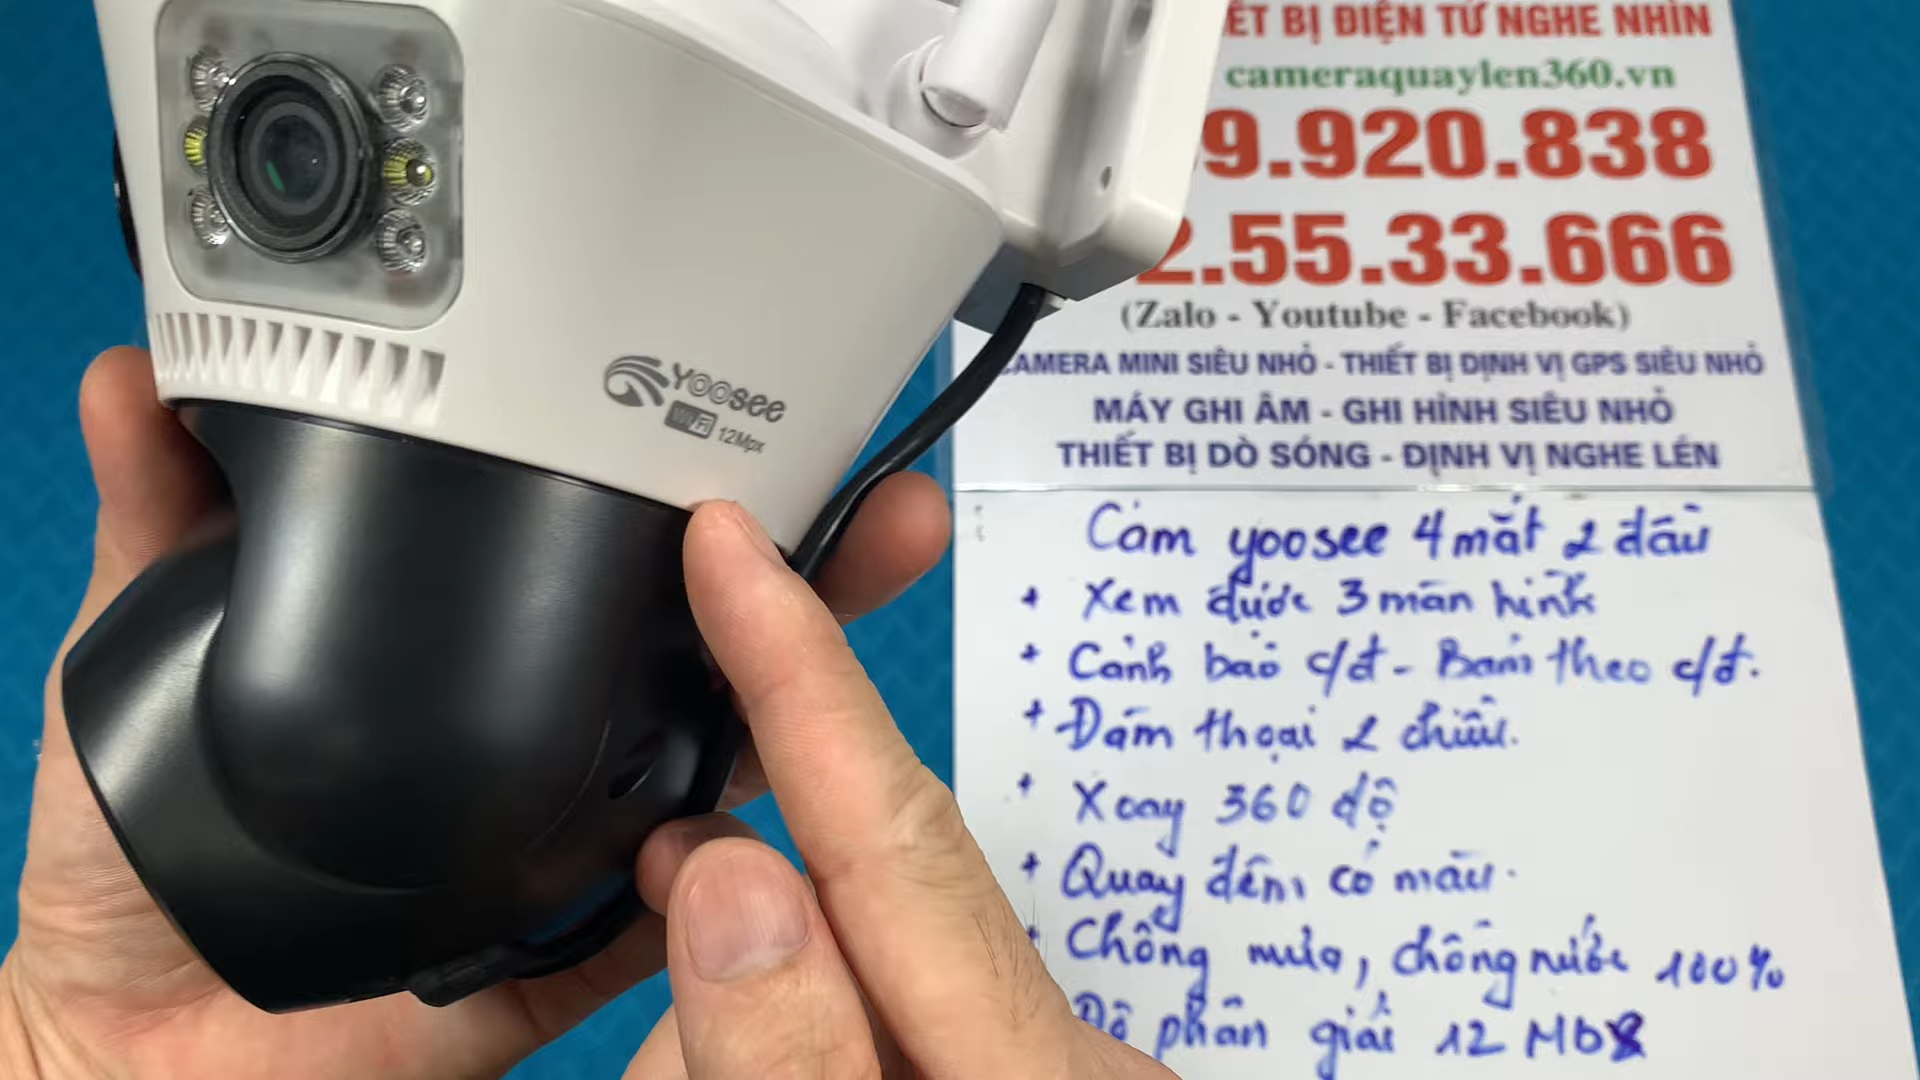 ẾT BỊ ĐIỆN TỬ NGHE NHÌN
cameraquaylen360.vn
9.920.838
2.55.33.666
(Zalo - Youtube - Facebook)
CAMERA MINI SIÊU NHỎ - THIẾT BỊ ĐỊNH VỊ GPS SIÊU NHỎ
MÁY GHI ÂM - GHI HÌNH SIÊU NHỎ
THIẾT BỊ DÒ SÓNG - ĐỊNH VỊ NGHE LÉN
Yoosee
WiFi 12Mpx
Cam yoosee 4 mắt 2 đầu
+ Xem được 3 màn hình
+ Cảnh báo c/đ - Bám theo c/đ.
+ Đàm thoại 2 chiều.
+ Xoay 360 độ
+ Quay đêm có màu.
+ Chống mưa, chống nước 100%
Độ phân giải 12 Mb